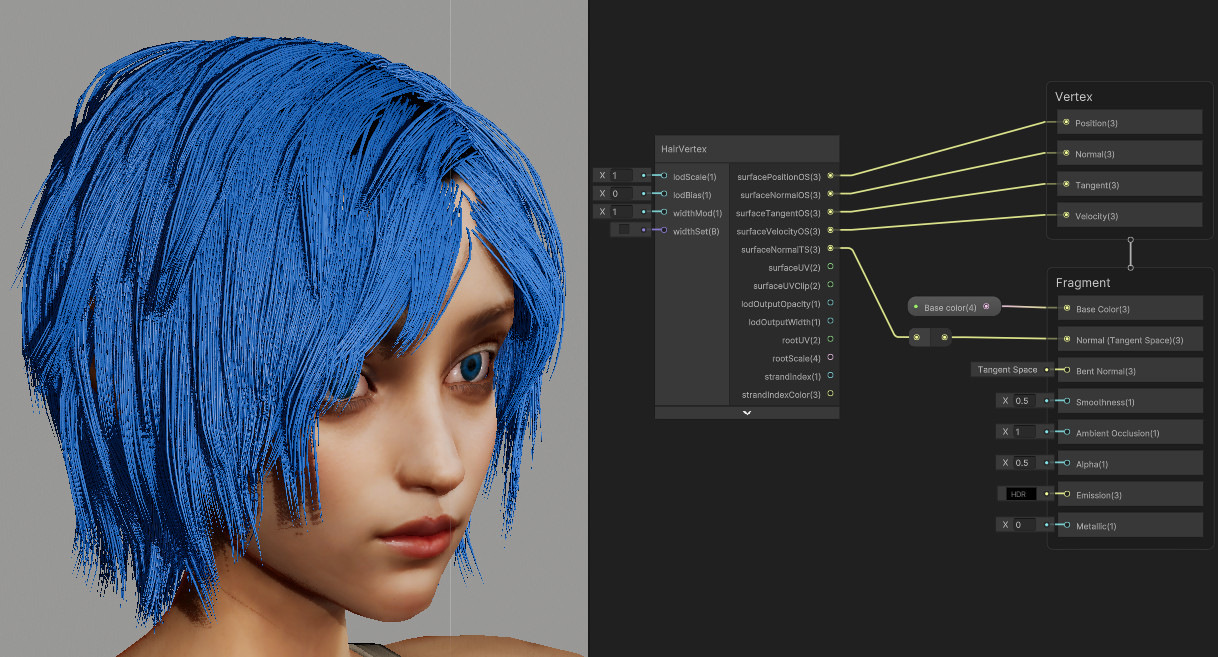 HairVertex
X 1
lodScale(1)
X 0
lodBias(1)
X 1
widthMod(1)
widthSet(B)
surfacePositionOS(3)
surfaceNormalOS(3)
surfaceTangentOS(3)
surfaceVelocityOS(3)
surfaceNormalTS(3)
surfaceUV(2)
surfaceUVClip(2)
lodOutputOpacity(1)
lodOutputWidth(1)
rootUV(2)
rootScale(4)
strandIndex(1)
strandIndexColor(3)
Vertex
Position(3)
Normal(3)
Tangent(3)
Velocity(3)
Fragment
Base color(4)
Base Color(3)
Normal (Tangent Space)(3)
Tangent Space
Bent Normal(3)
X 0.5
Smoothness(1)
X 1
Ambient Occlusion(1)
X 0.5
Alpha(1)
HDR
Emission(3)
X 0
Metallic(1)